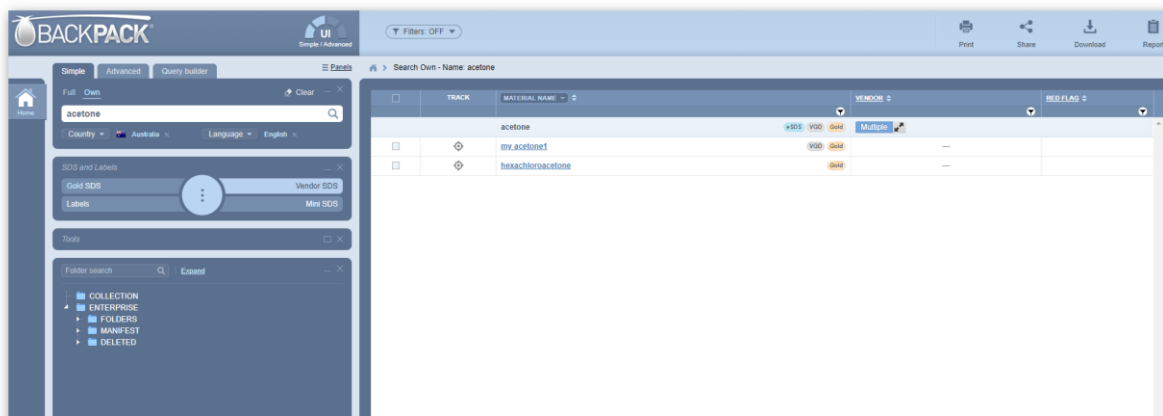 BACKPACK
UI
Simple / Advanced
Filters: OFF
Print
Share
Download
Report
Simple
Advanced
Query builder
Panels
Search Own - Name: acetone
Home
Full
Own
Clear
acetone
Country
Australia
Language
English
SDS and Labels
Gold SDS
Vendor SDS
Labels
Mini SDS
Tools
Folder search
Expand
COLLECTION
ENTERPRISE
FOLDERS
MANIFEST
DELETED
TRACK
MATERIAL NAME
VENDOR
RED FLAG
acetone
eSDS
VGD
Gold
Multiple
my acetone1
VGD
Gold
—
hexachloroacetone
Gold
—